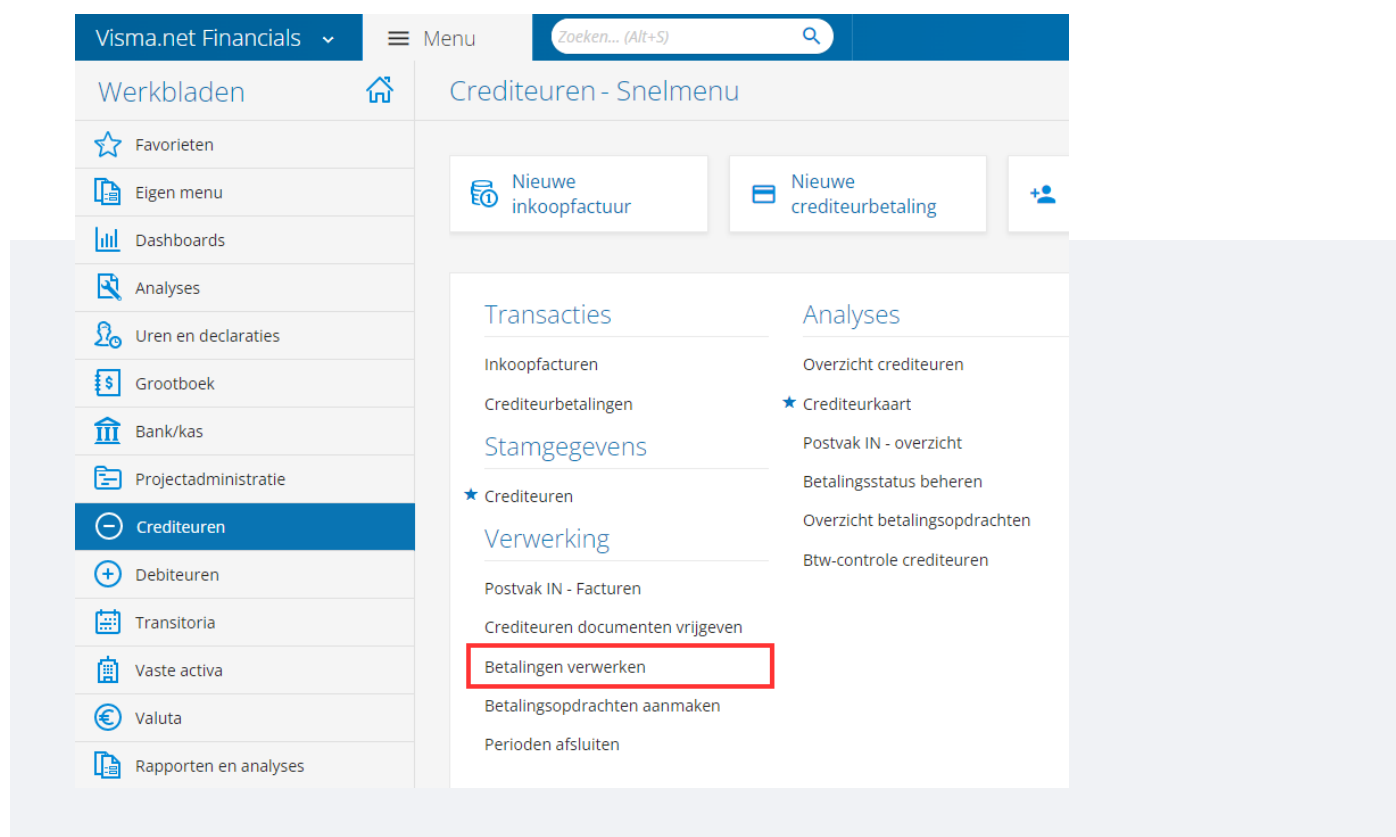 Visma.net Financials
Menu
Zoeken... (Alt+S)
Werkbladen
Favorieten
Eigen menu
Dashboards
Analyses
Uren en declaraties
Grootboek
Bank/kas
Projectadministratie
Crediteuren
Debiteuren
Transitoria
Vaste activa
Valuta
Rapporten en analyses
Crediteuren - Snelmenu
Nieuwe
inkoopfactuur
Nieuwe
crediteurbetaling
Transacties
Inkoopfacturen
Crediteurbetalingen
Stamgegevens
Crediteuren
Verwerking
Postvak IN - Facturen
Crediteuren documenten vrijgeven
Betalingen verwerken
Betalingsopdrachten aanmaken
Perioden afsluiten
Analyses
Overzicht crediteuren
Crediteurkaart
Postvak IN - overzicht
Betalingsstatus beheren
Overzicht betalingsopdrachten
Btw-controle crediteuren